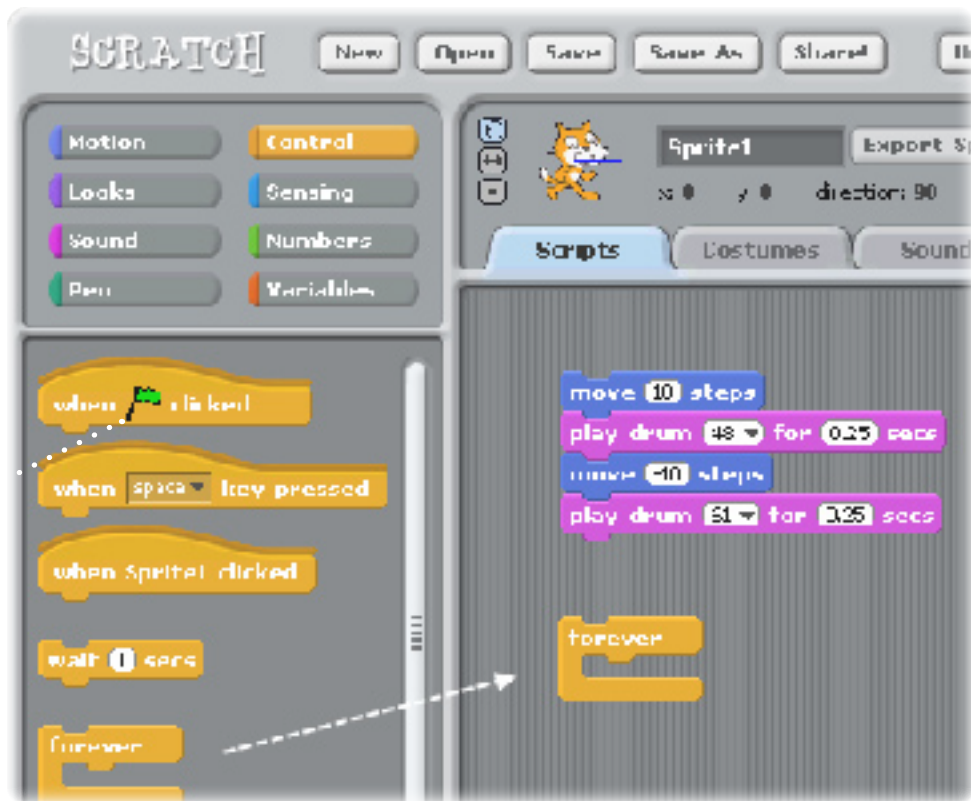 SCRATCH New Open Save Save As Share!
Motion Control
Looks Sensing
Sound Numbers
Pen Variables
Sprite1 Export
x: 0 y: 0 direction: 90
Scripts Costumes Sound
when clicked
when space key pressed
when Sprite1 clicked
wait 1 secs
forever
move 10 steps
play drum 48 for 0.25 secs
move -10 steps
play drum 61 for 0.25 secs
forever